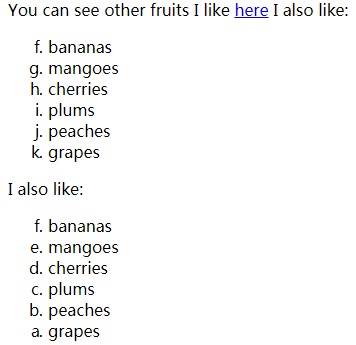 You can see other fruits I like here I also like:
f. bananas
g. mangoes
h. cherries
i. plums
j. peaches
k. grapes
I also like:
f. bananas
e. mangoes
d. cherries
c. plums
b. peaches
a. grapes